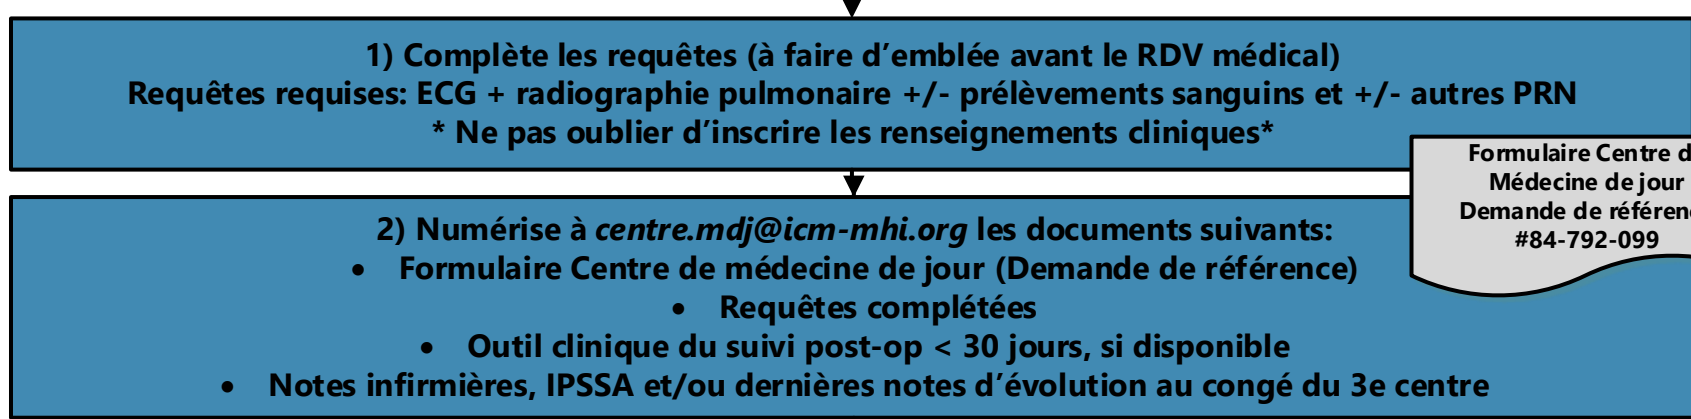 1) Complète les requêtes (à faire d’emblée avant le RDV médical)
Requêtes requises: ECG + radiographie pulmonaire +/- prélèvements sanguins et +/- autres PRN
* Ne pas oublier d’inscrire les renseignements cliniques*
Formulaire Centre d
Médecine de jour
Demande de référen
#84-792-099
2) Numérise à centre.mdj@icm-mhi.org les documents suivants:
• Formulaire Centre de médecine de jour (Demande de référence)
• Requêtes complétées
• Outil clinique du suivi post-op < 30 jours, si disponible
• Notes infirmières, IPSSA et/ou dernières notes d’évolution au congé du 3e centre